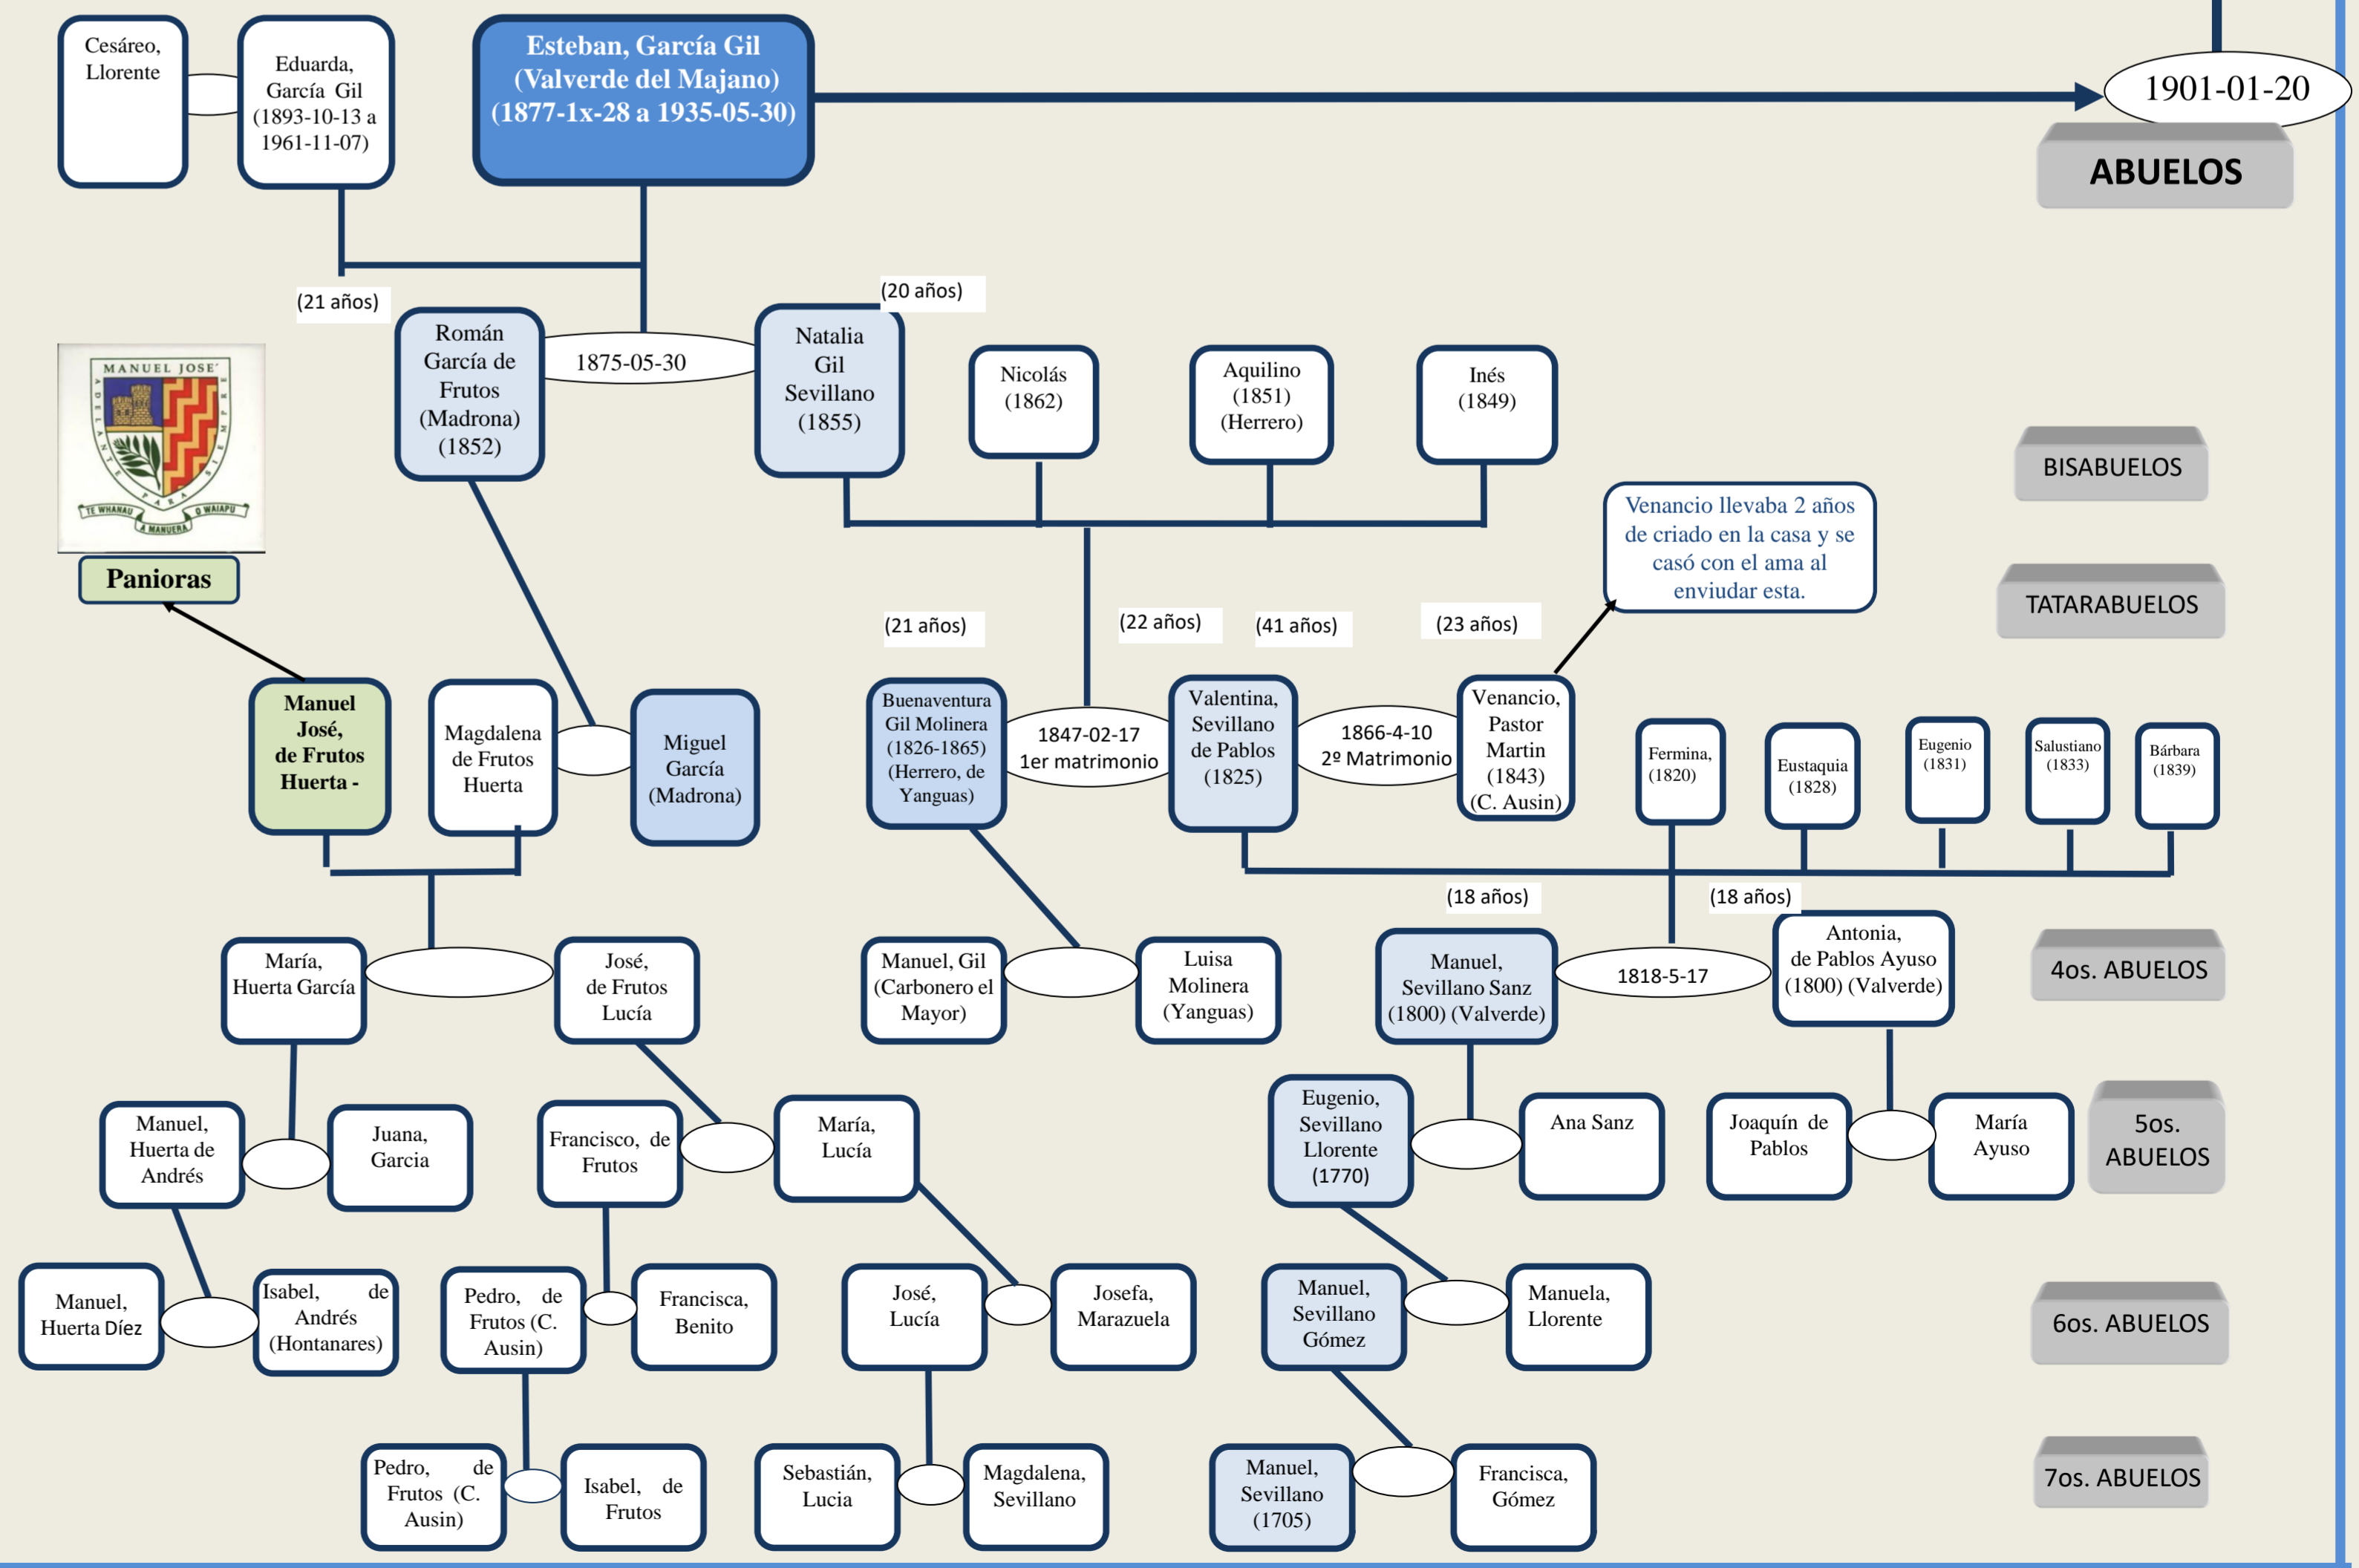 Cesáreo,
Llorente
Eduarda,
García Gil
(1893-10-13 a
1961-11-07)
Esteban, García Gil
(Valverde del Majano)
(1877-1x-28 a 1935-05-30)
1901-01-20
ABUELOS
(21 años)
(20 años)
Román
García de
Frutos
(Madrona)
(1852)
1875-05-30
Natalia
Gil
Sevillano
(1855)
Nicolás
(1862)
Aquilino
(1851)
(Herrero)
Inés
(1849)
MANUEL JOSE´
ADELANTE PARA SIEMPRE
TE WHANAU
A MANUERA
O WAIAPU
Panioras
BISABUELOS
Venancio llevaba 2 años
de criado en la casa y se
casó con el ama al
enviudar esta.
TATARABUELOS
(21 años)
(22 años)
(41 años)
(23 años)
Manuel
José,
de Frutos
Huerta -
Magdalena
de Frutos
Huerta
Miguel
García
(Madrona)
Buenaventura
Gil Molinera
(1826-1865)
(Herrero, de
Yanguas)
1847-02-17
1er matrimonio
Valentina,
Sevillano
de Pablos
(1825)
1866-4-10
2º Matrimonio
Venancio,
Pastor
Martin
(1843)
(C. Ausin)
Fermina,
(1820)
Eustaquia
(1828)
Eugenio
(1831)
Salustiano
(1833)
Bárbara
(1839)
(18 años)
(18 años)
María,
Huerta García
José,
de Frutos
Lucía
Manuel, Gil
(Carbonero el
Mayor)
Luisa
Molinera
(Yanguas)
Manuel,
Sevillano Sanz
(1800) (Valverde)
1818-5-17
Antonia,
de Pablos Ayuso
(1800) (Valverde)
4os. ABUELOS
Manuel,
Huerta de
Andrés
Juana,
Garcia
Francisco, de
Frutos
María,
Lucía
Eugenio,
Sevillano
Llorente
(1770)
Ana Sanz
Joaquín de
Pablos
María
Ayuso
5os.
ABUELOS
Manuel,
Huerta Díez
Isabel, de
Andrés
(Hontanares)
Pedro, de
Frutos (C.
Ausin)
Francisca,
Benito
José,
Lucía
Josefa,
Marazuela
Manuel,
Sevillano
Gómez
Manuela,
Llorente
6os. ABUELOS
Pedro, de
Frutos (C.
Ausin)
Isabel, de
Frutos
Sebastián,
Lucia
Magdalena,
Sevillano
Manuel,
Sevillano
(1705)
Francisca,
Gómez
7os. ABUELOS